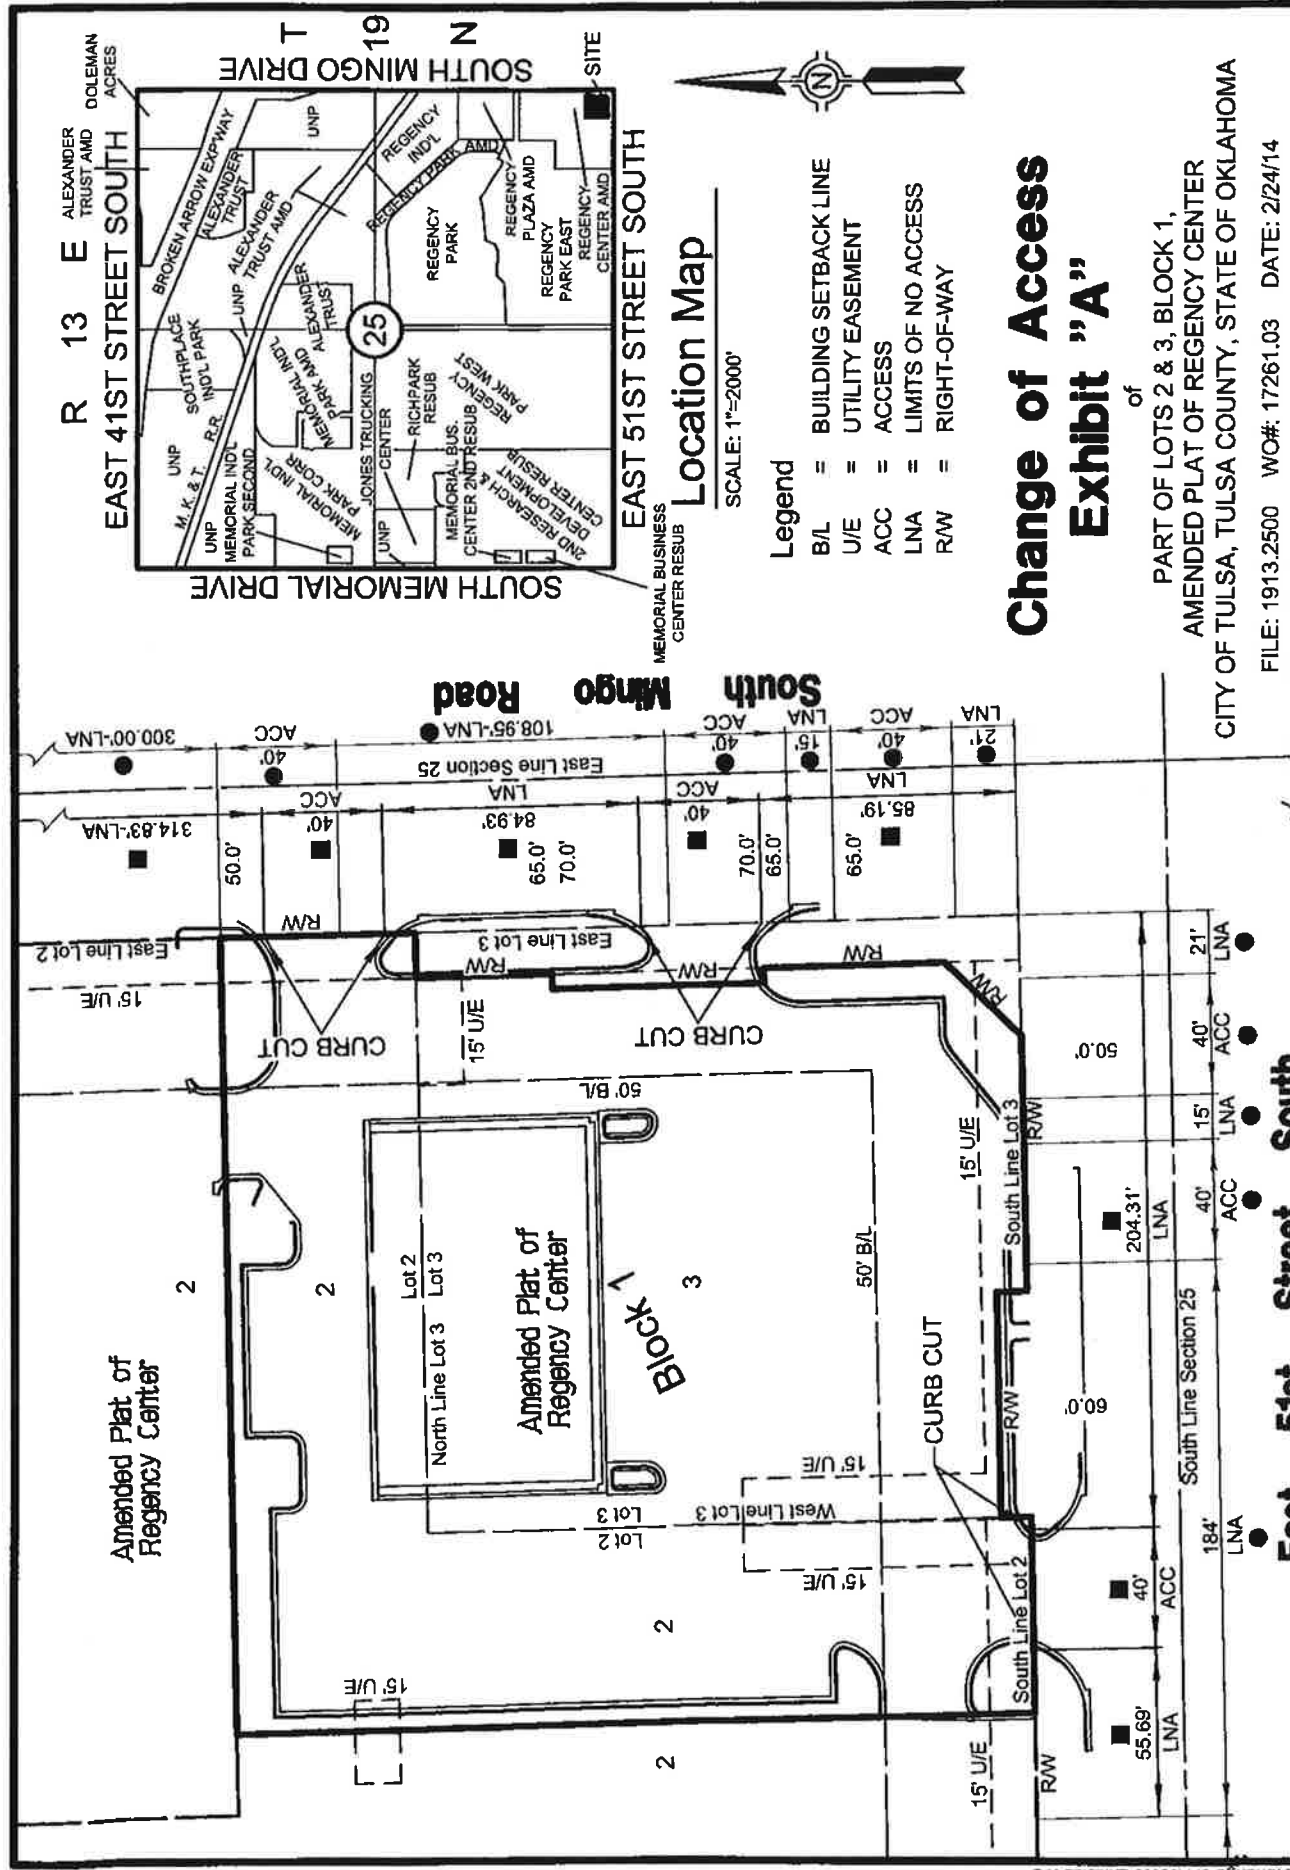 R 13 E
ALEXANDER
TRUST AMD
DOLEMAN
ACRES
EAST 41ST STREET SOUTH
T
19
N
SOUTH MINGO DRIVE
SOUTH MEMORIAL DRIVE
BROKEN ARROW EXP'WAY
ALEXANDER
TRUST
UNP
ALEXANDER
TRUST AMD
UNP
SOUTHPLACE
IND'L PARK
UNP
M. K. & T. R.R.
UNP
MEMORIAL IND'L
PARK SECOND
MEMORIAL IND'L
PARK CORR
MEMORIAL IND'L
PARK AMD
ALEXANDER
TRUST
REGENCY
IND'L
REGENCY PARK AMD
25
JONES TRUCKING
CENTER
UNP
RICHPARK
RESUB
MEMORIAL BUS.
CENTER 2ND RESUB
REGENCY
PARK WEST
2ND RESEARCH &
DEVELOPMENT
CENTER RESUB
REGENCY
PARK
REGENCY
PLAZA AMD
REGENCY
PARK EAST
REGENCY
CENTER AMD
SITE
EAST 51ST STREET SOUTH
MEMORIAL BUSINESS
CENTER RESUB
Location Map
SCALE: 1"=2000'
N
Legend
B/L = BUILDING SETBACK LINE
U/E = UTILITY EASEMENT
ACC = ACCESS
LNA = LIMITS OF NO ACCESS
R/W = RIGHT-OF-WAY
Change of Access
Exhibit "A"
of
PART OF LOTS 2 & 3, BLOCK 1,
AMENDED PLAT OF REGENCY CENTER
CITY OF TULSA, TULSA COUNTY, STATE OF OKLAHOMA
FILE: 1913.2500 WO#: 17261.03 DATE: 2/24/14
South Mingo Road
300.00'-LNA
40'
ACC
108.95'-LNA
40'
ACC
15'
LNA
40'
ACC
21'
LNA
East Line Section 25
314.83'-LNA
40'
ACC
84.93'
LNA
40'
ACC
85.19'
LNA
50.0'
65.0'
70.0'
70.0'
65.0'
65.0'
East Line Lot 2
15' U/E
R/W
East Line Lot 3
R/W
R/W
R/W
R/W
CURB CUT
CURB CUT
15' U/E
50' B/L
Amended Plat of
Regency Center
2
2
Lot 2
North Line Lot 3 Lot 3
Amended Plat of
Regency Center
Block 1
3
50' B/L
15' U/E
South Line Lot 3
R/W
50.0'
CURB CUT
R/W
60.0'
15' U/E
West Line Lot 3
Lot 3
Lot 2
15' U/E
2
South Line Lot 2
15' U/E
2
15' U/E
R/W
55.69'
LNA
40'
ACC
204.31'
LNA
South Line Section 25
184'
LNA
40'
ACC
15'
LNA
40'
ACC
21'
LNA
East 51st Street South